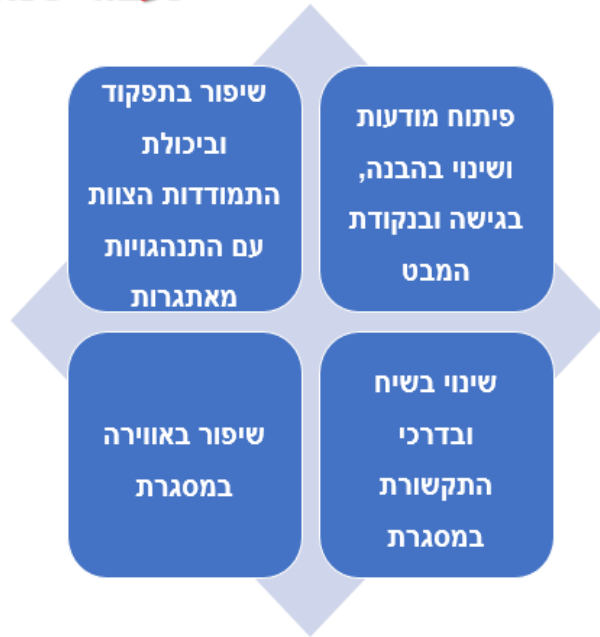 פיתוח מודעות
ושינוי בהבנה,
בגישה ובנקודת
המבט
שיפור בתפקוד
וביכולת
התמודדות הצוות
עם התנהגויות
מאתגרות
שינוי בשיח
ובדרכי
התקשורת
במסגרת
שיפור באווירה
במסגרת